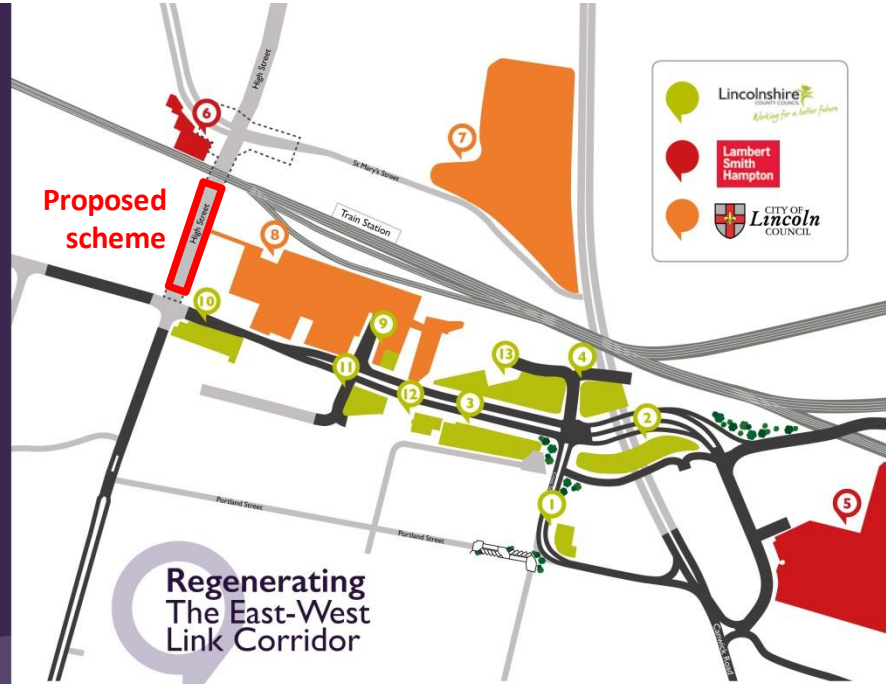 High Street
6
7
St Mary's Street
Proposed
scheme
High Street
Train Station
8
10
9
11
12
13
3
4
2
1
5
Portland Street
Portland Street
Canwick Road
Lincolnshire
COUNTY COUNCIL
Working for a better future
Lambert
Smith
Hampton
CITY OF
Lincoln
COUNCIL
Regenerating
The East-West
Link Corridor